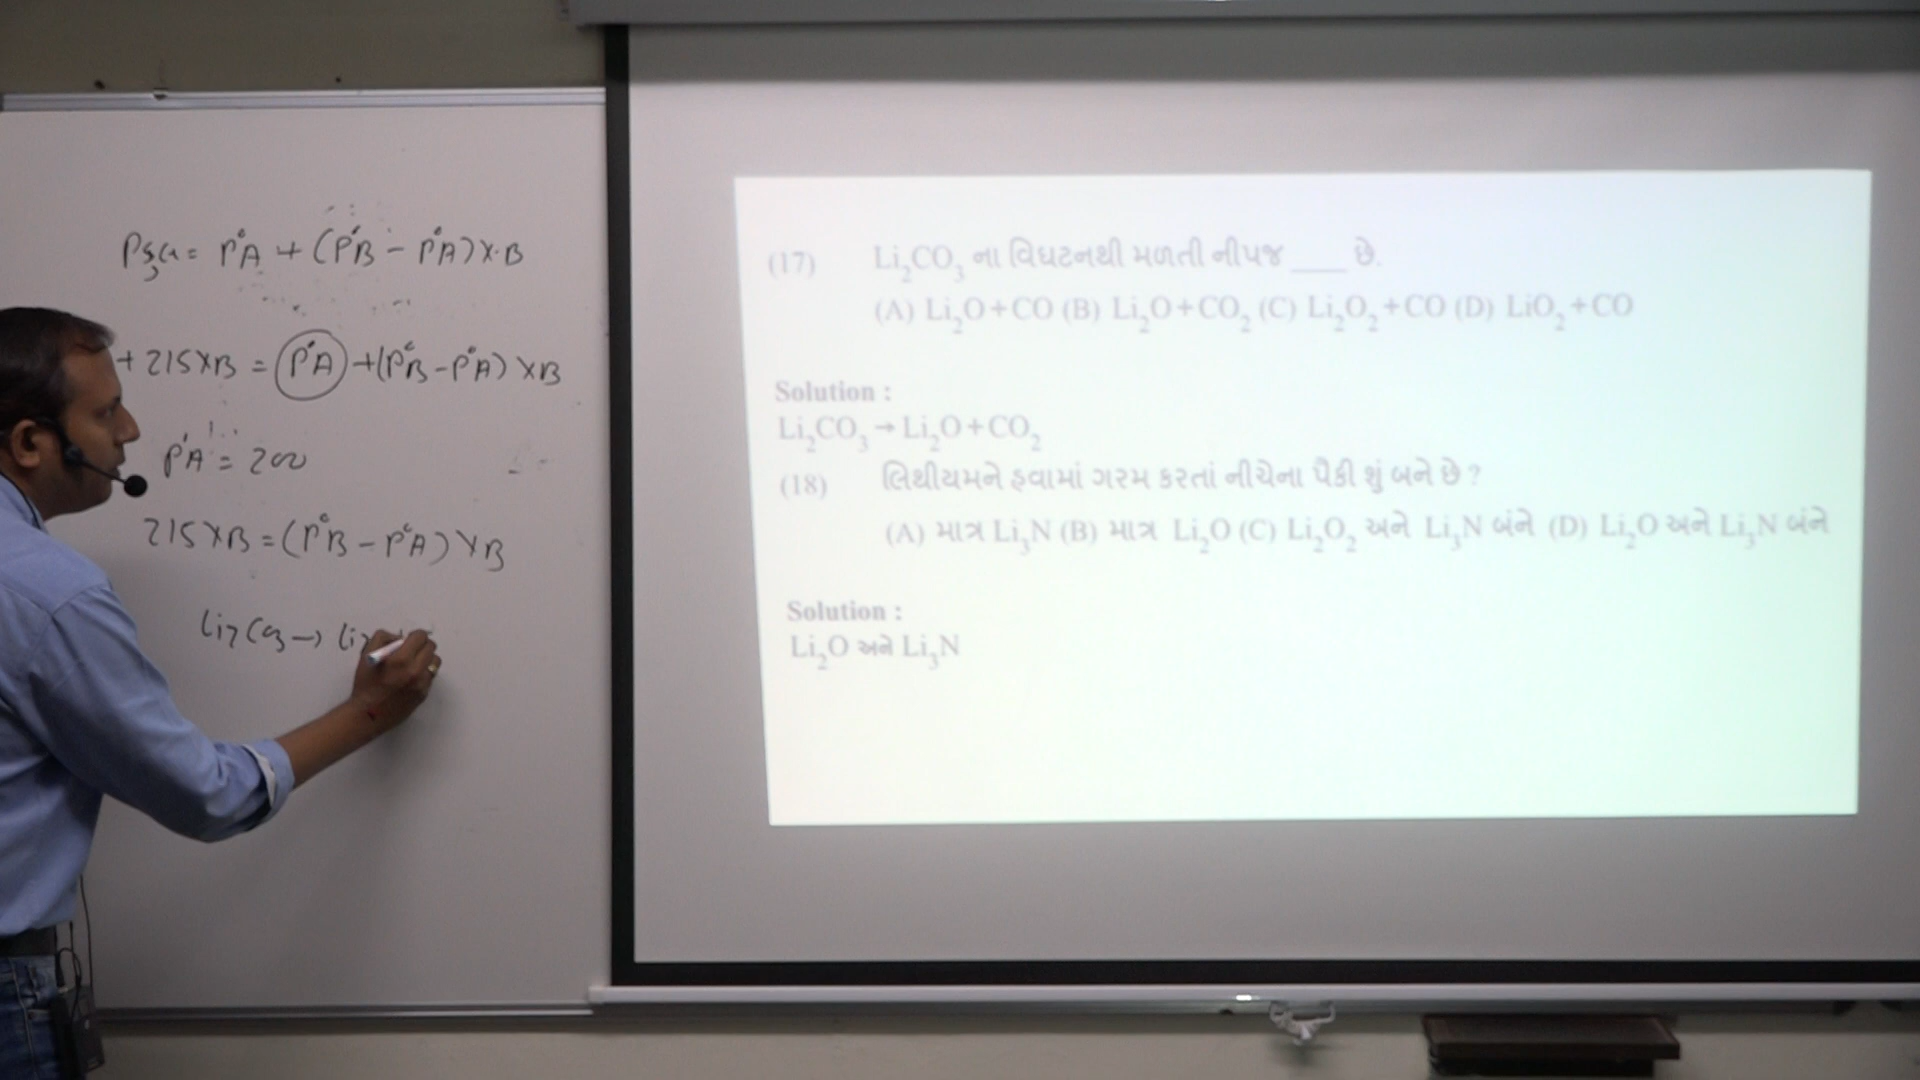 Psol = P°A + (P°B - P°A) X.B
+ 215 XB = P°A + (P°B - P°A) XB
P°A = 200
215 XB = (P°B - P°A) XB
Li2CO3 → Li2
(17) Li₂CO₃ ના વિઘટનથી મળતી નીપજ ____ છે.
(A) Li₂O+CO (B) Li₂O+CO₂ (C) Li₂O₂+CO (D) LiO₂+CO
Solution :
Li₂CO₃ → Li₂O+CO₂
(18) લિથીયમને હવામાં ગરમ કરતાં નીચેના પૈકી શું બને છે ?
(A) માત્ર Li₃N (B) માત્ર Li₂O (C) Li₂O₂ અને Li₃N બંને (D) Li₂O અને Li₃N બંને
Solution :
Li₂O અને Li₃N